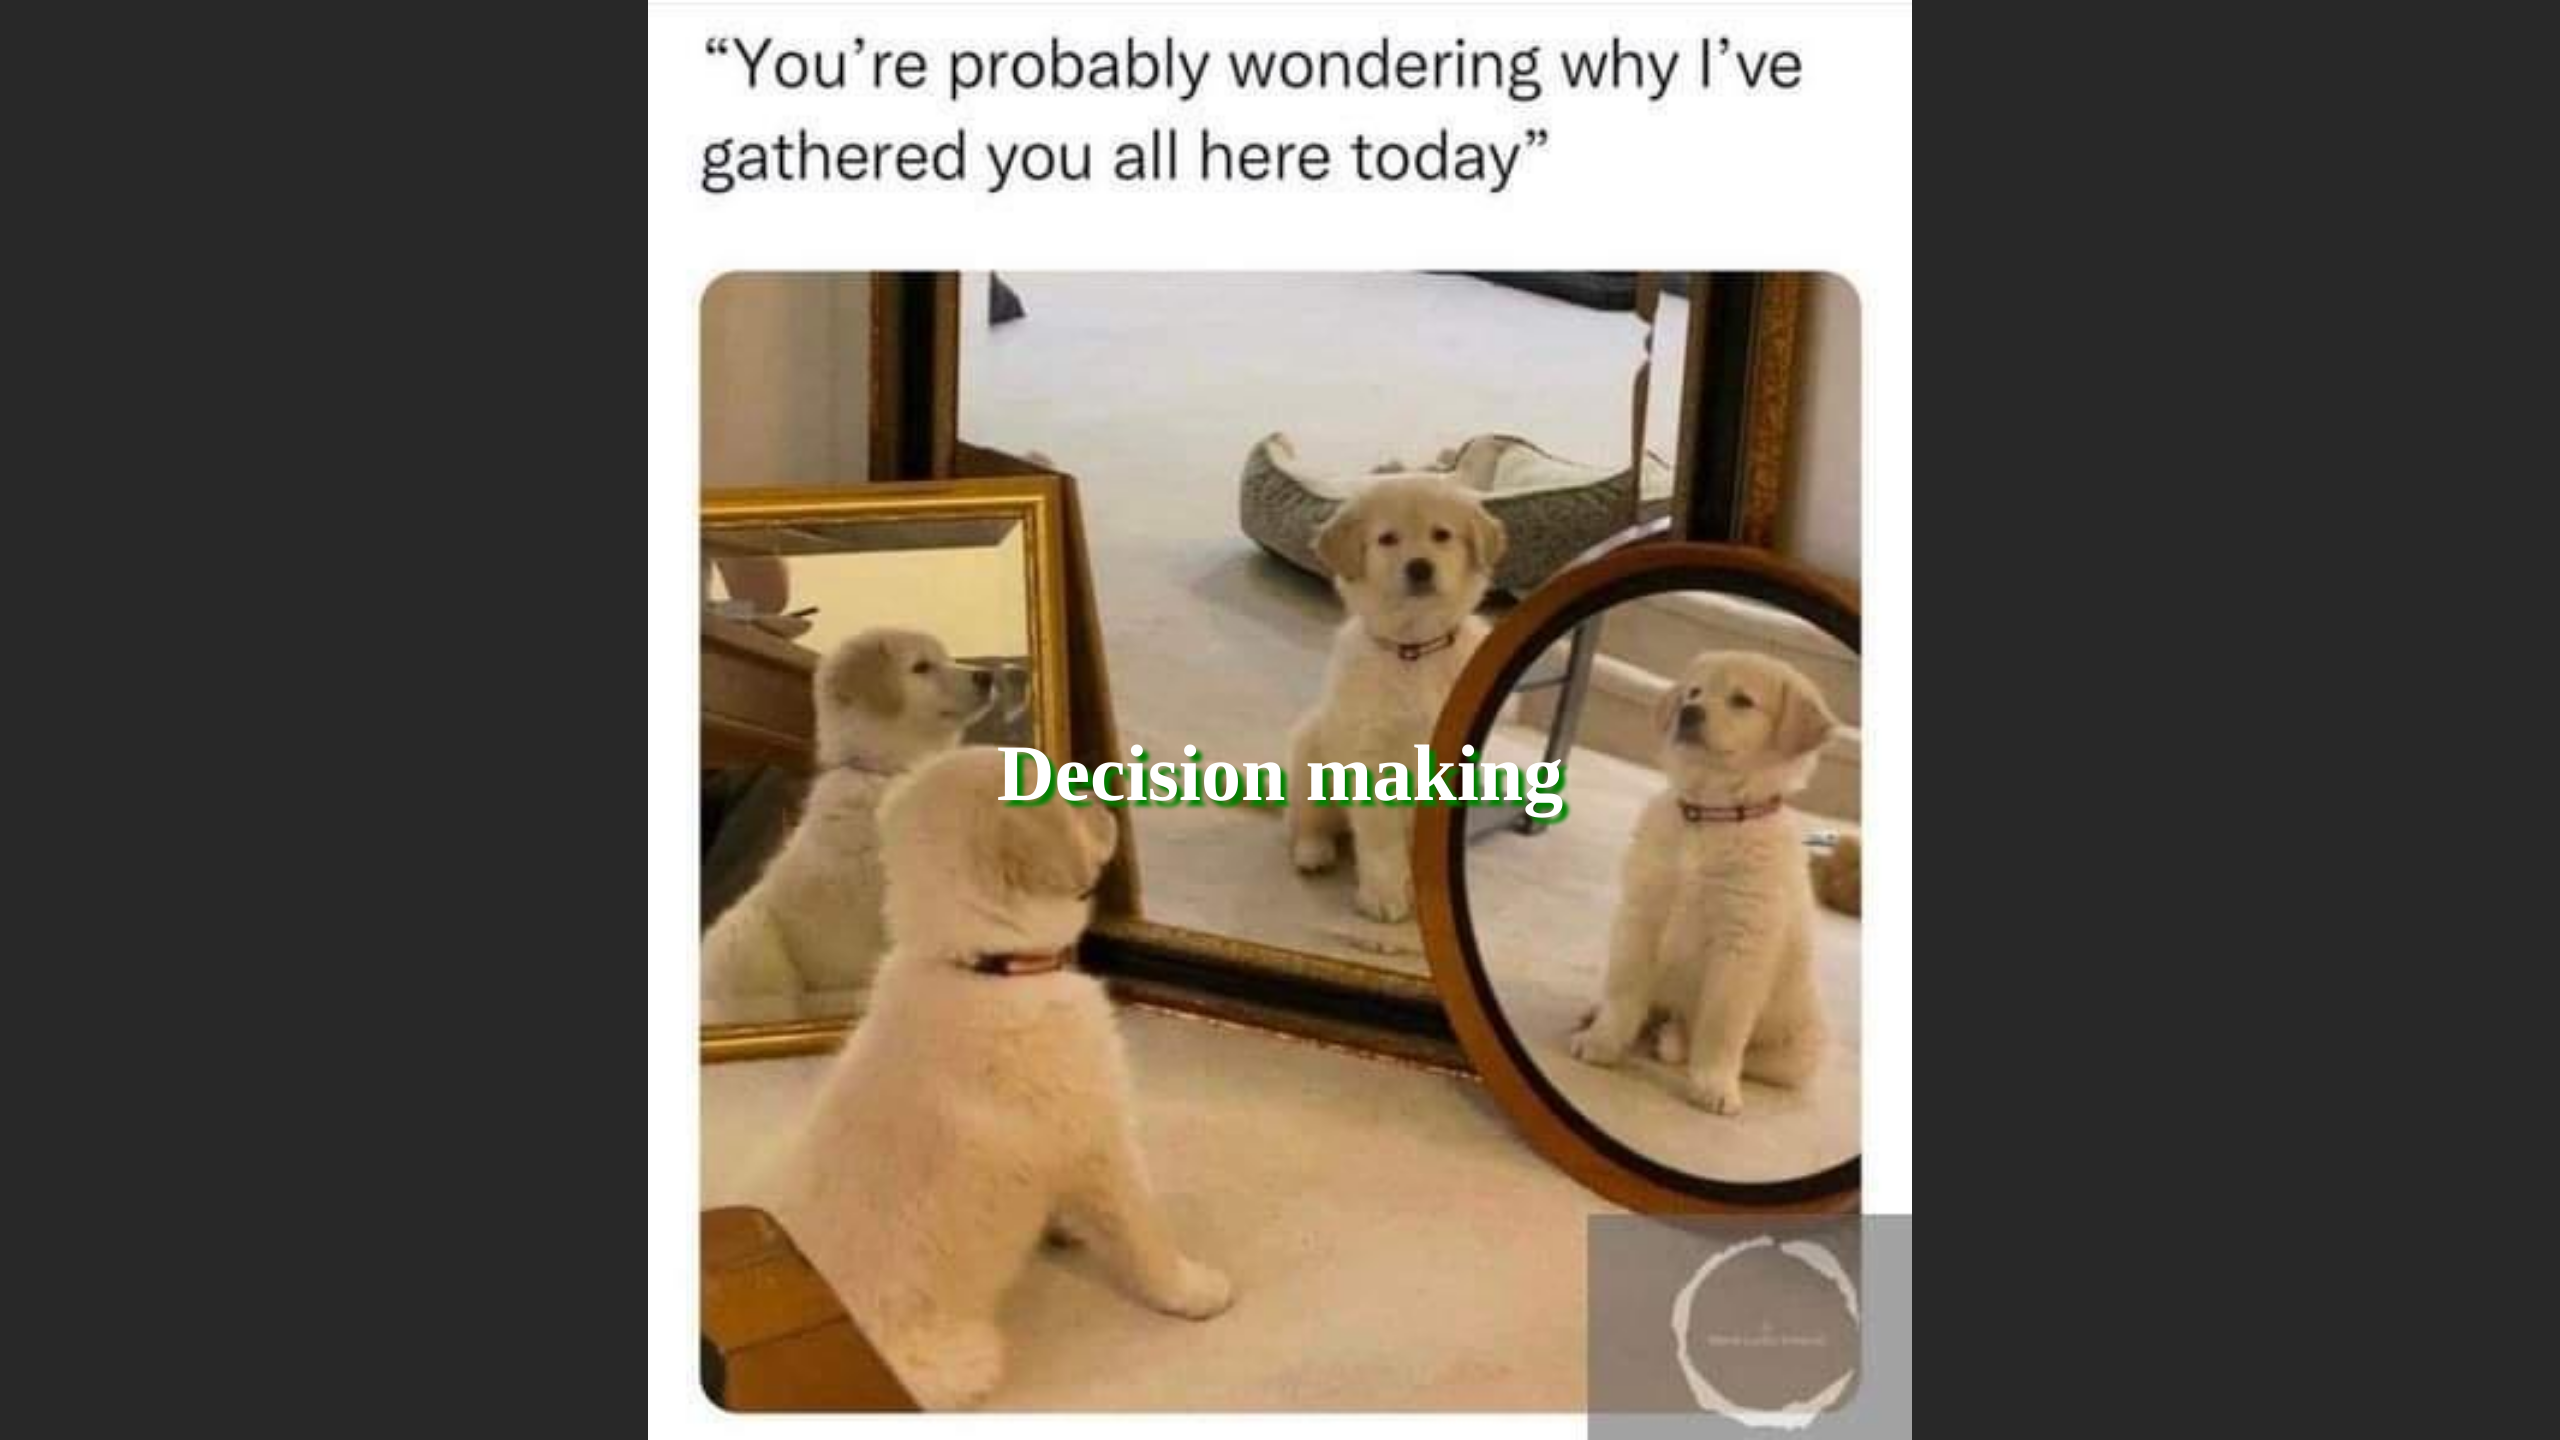 “You’re probably wondering why I’ve
gathered you all here today”
Decision making